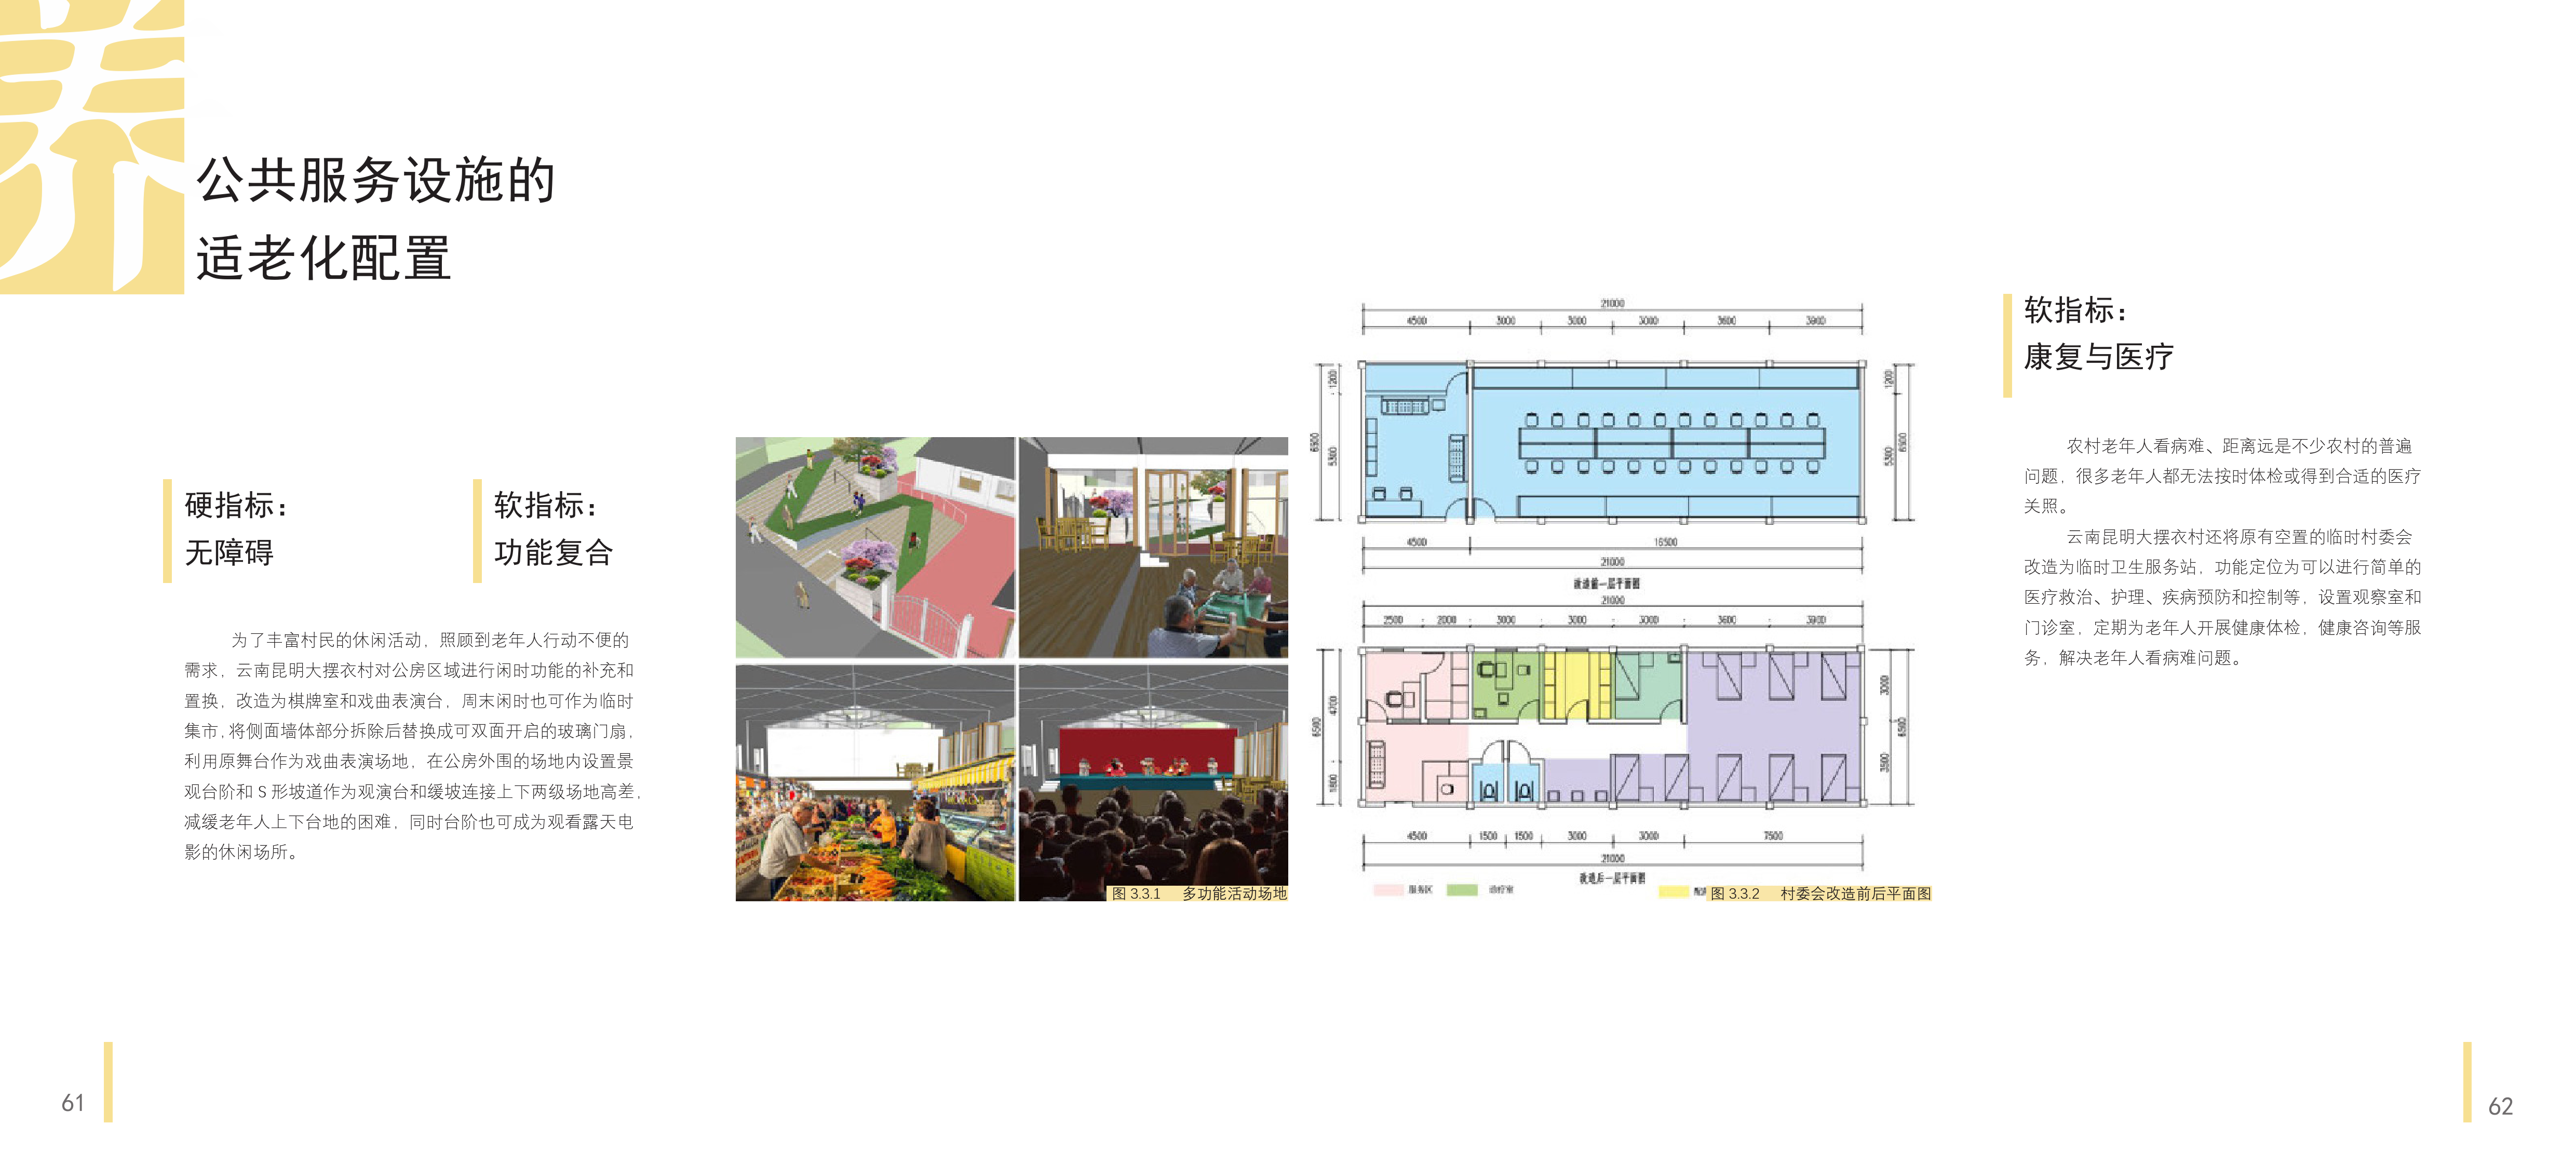 养
公共服务设施的
适老化配置
硬指标：
无障碍
软指标：
功能复合
为了丰富村民的休闲活动，照顾到老年人行动不便的
需求，云南昆明大摆衣村对公房区域进行闲时功能的补充和
置换，改造为棋牌室和戏曲表演台，周末闲时也可作为临时
集市,将侧面墙体部分拆除后替换成可双面开启的玻璃门扇，
利用原舞台作为戏曲表演场地，在公房外围的场地内设置景
观台阶和 S 形坡道作为观演台和缓坡连接上下两级场地高差，
减缓老年人上下台地的困难，同时台阶也可成为观看露天电
影的休闲场所。
图 3.3.1 多功能活动场地
21000
4500 3000 3000 3000 3600 3900
1200 5300 6500
1200 5300 6500
4500 16500
21000
改造前一层平面图
21000
2500 2000 3000 3000 3000 3600 3900
4700 1800 6500
3000 3500 6500
4500 1500 1500 3000 3000 7500
21000
改造后一层平面图
服务区 诊疗室
图 3.3.2 村委会改造前后平面图
软指标：
康复与医疗
农村老年人看病难、距离远是不少农村的普遍
问题，很多老年人都无法按时体检或得到合适的医疗
关照。
云南昆明大摆衣村还将原有空置的临时村委会
改造为临时卫生服务站，功能定位为可以进行简单的
医疗救治、护理、疾病预防和控制等，设置观察室和
门诊室，定期为老年人开展健康体检，健康咨询等服
务，解决老年人看病难问题。
61
62